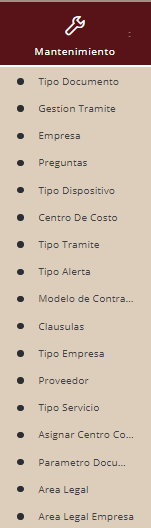 Mantenimiento
Tipo Documento
Gestion Tramite
Empresa
Preguntas
Tipo Dispositivo
Centro De Costo
Tipo Tramite
Tipo Alerta
Modelo de Contra...
Clausulas
Tipo Empresa
Proveedor
Tipo Servicio
Asignar Centro Co...
Parametro Docu...
Area Legal
Area Legal Empresa